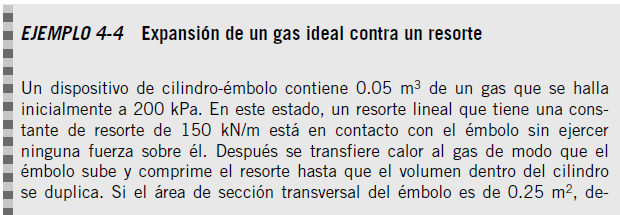 EJEMPLO 4-4 Expansión de un gas ideal contra un resorte
Un dispositivo de cilindro-émbolo contiene 0.05 m³ de un gas que se halla
inicialmente a 200 kPa. En este estado, un resorte lineal que tiene una cons-
tante de resorte de 150 kN/m está en contacto con el émbolo sin ejercer
ninguna fuerza sobre él. Después se transfiere calor al gas de modo que el
émbolo sube y comprime el resorte hasta que el volumen dentro del cilindro
se duplica. Si el área de sección transversal del émbolo es de 0.25 m², de-